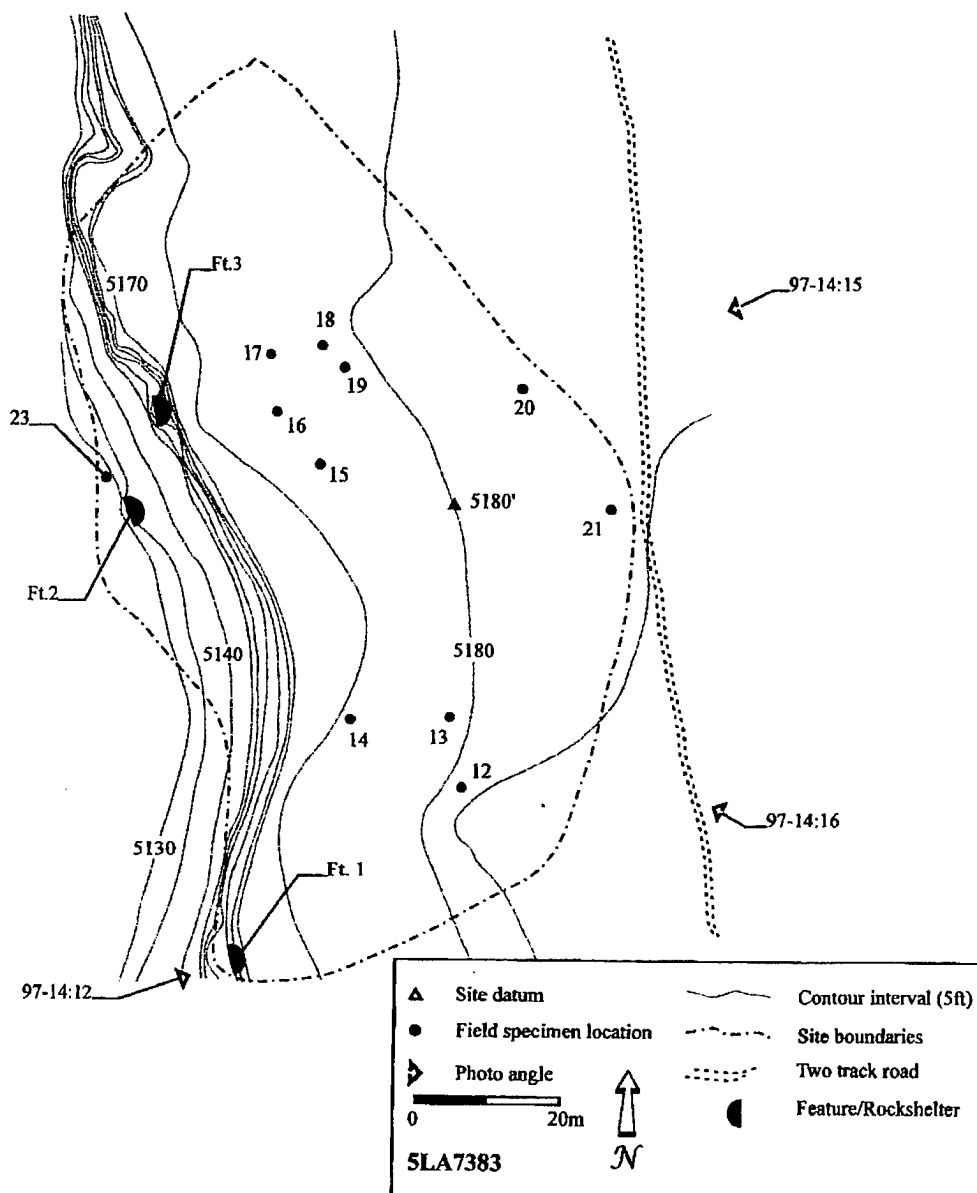 97-14:15
Ft.3
5170
18
17
19
20
16
23
15
5180'
21
Ft.2
5140
5180
14
13
12
5130
97-14:16
Ft. 1
97-14:12
Site datum
Contour interval (5ft)
Field specimen location
Site boundaries
Photo angle
Two track road
0
20m
Feature/Rockshelter
5LA7383
N